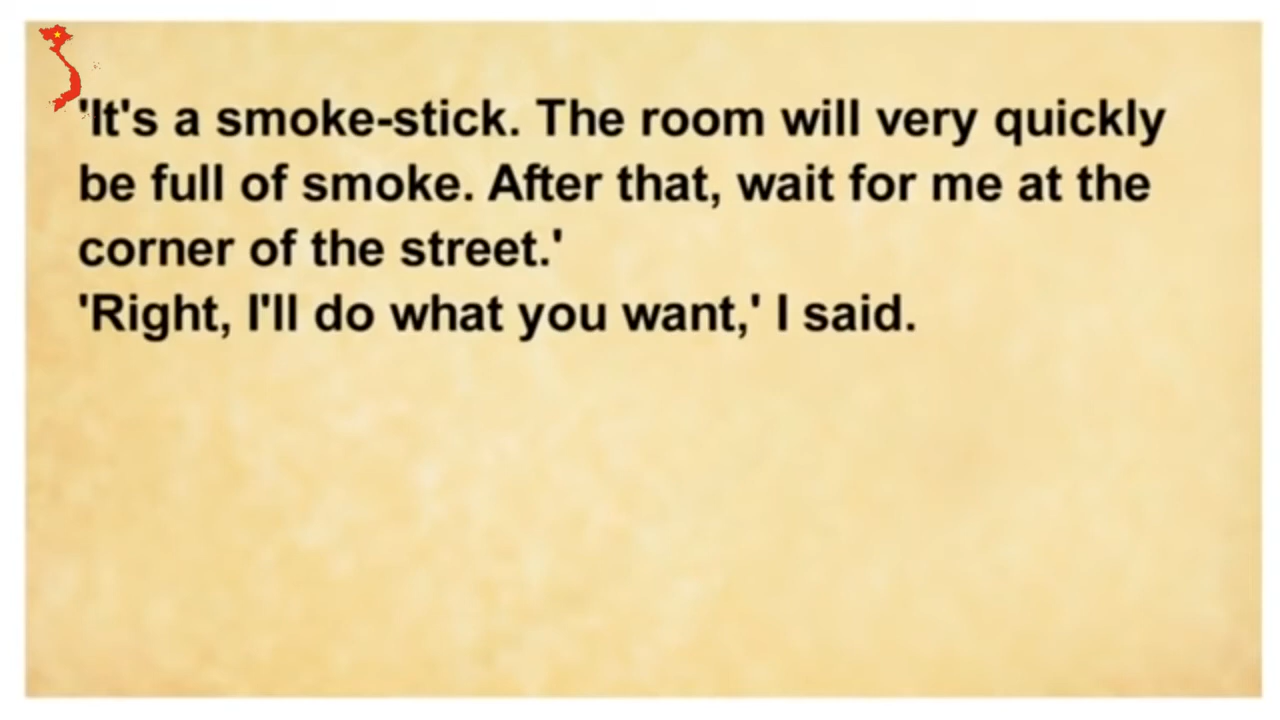 'It's a smoke-stick. The room will very quickly
be full of smoke. After that, wait for me at the
corner of the street.'
'Right, I'll do what you want,' I said.